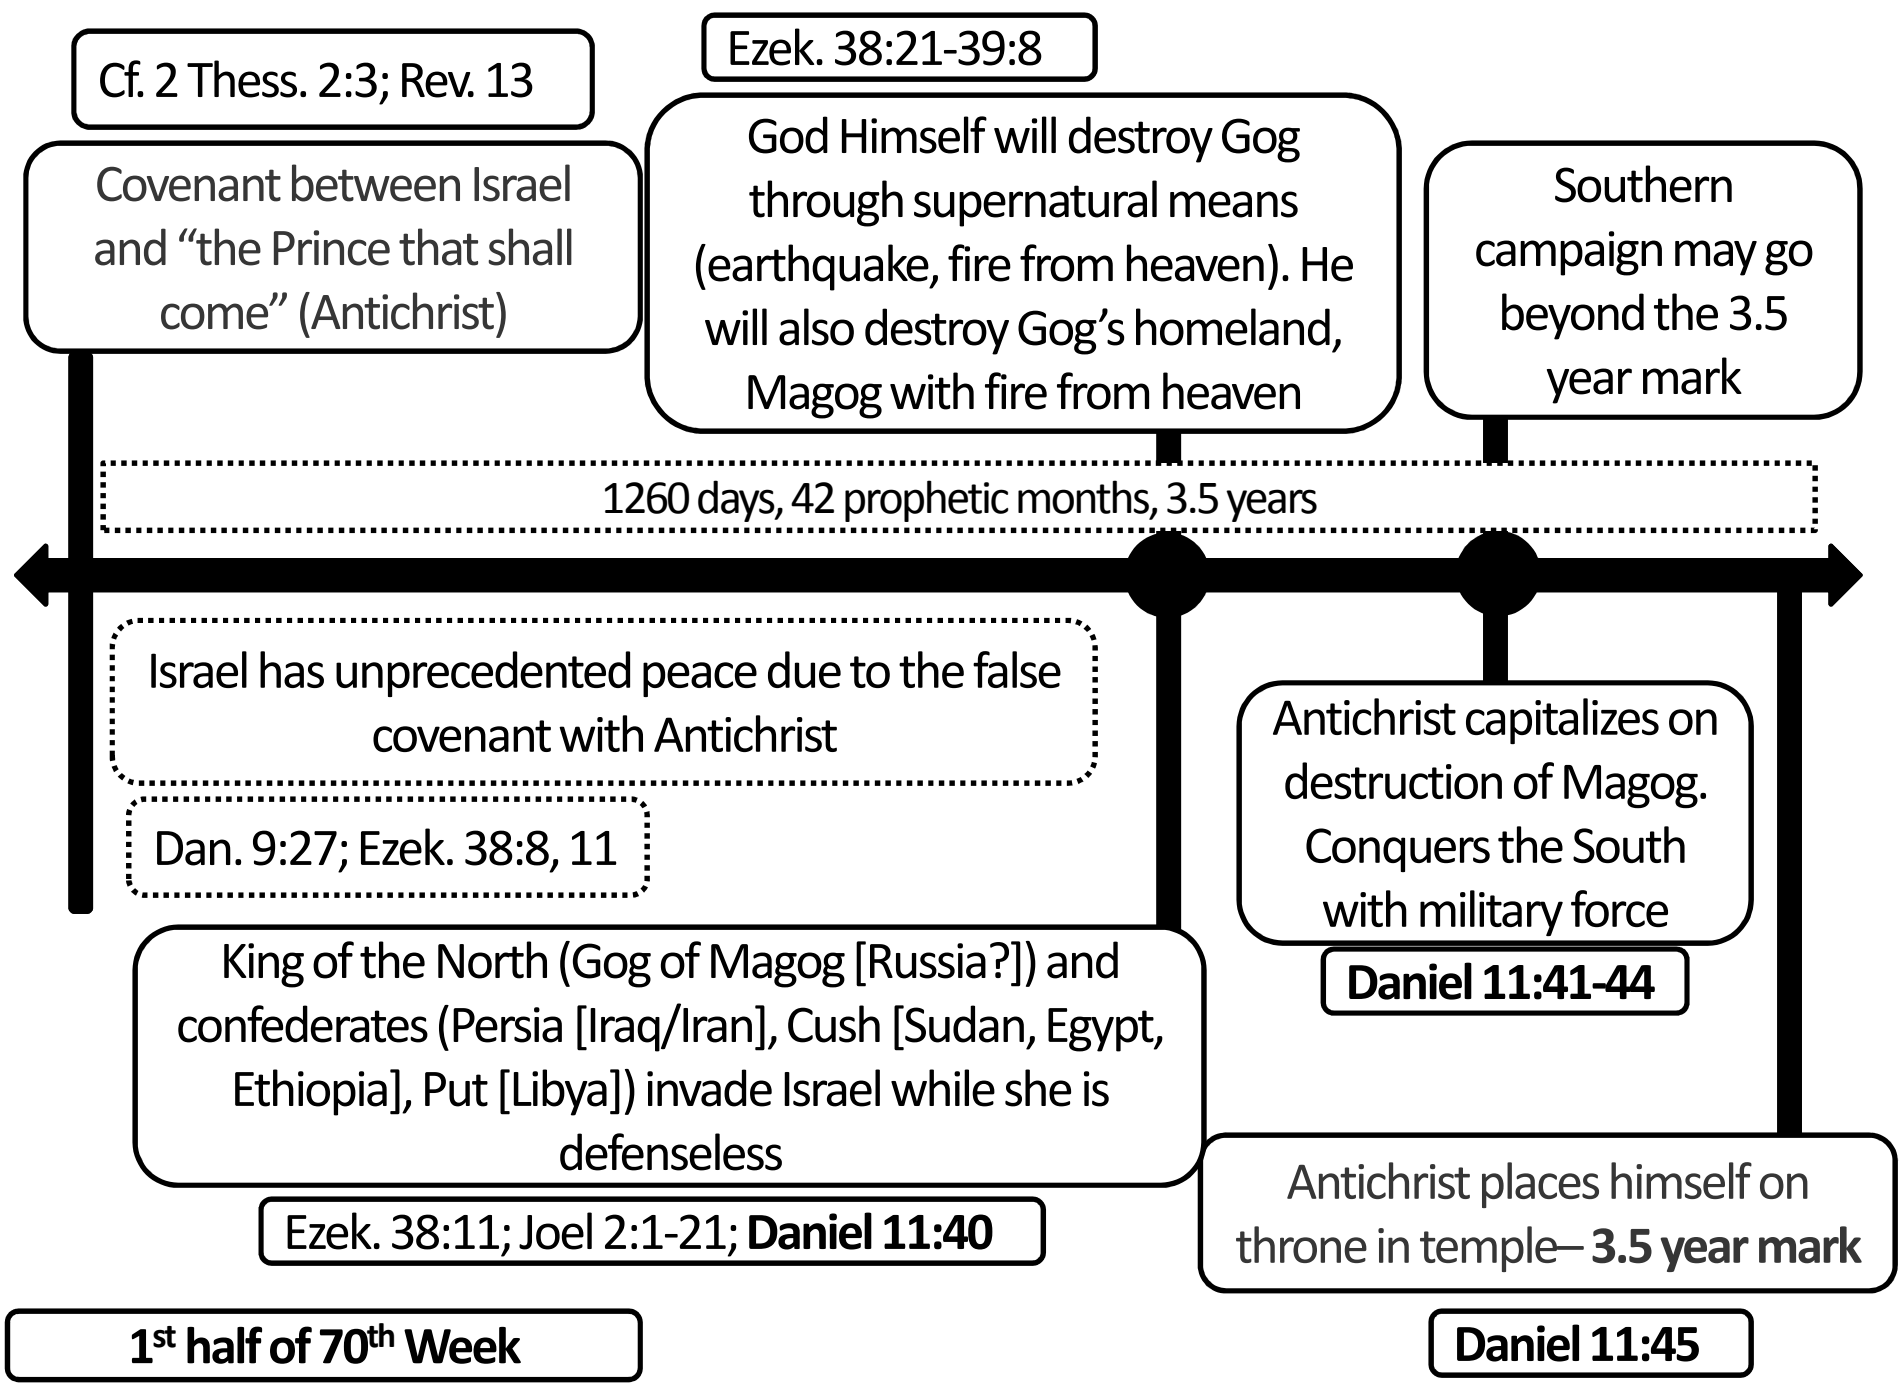 Cf. 2 Thess. 2:3; Rev. 13
Covenant between Israel
and “the Prince that shall
come” (Antichrist)
Ezek. 38:21-39:8
God Himself will destroy Gog
through supernatural means
(earthquake, fire from heaven). He
will also destroy Gog’s homeland,
Magog with fire from heaven
Southern
campaign may go
beyond the 3.5
year mark
1260 days, 42 prophetic months, 3.5 years
Israel has unprecedented peace due to the false
covenant with Antichrist
Dan. 9:27; Ezek. 38:8, 11
King of the North (Gog of Magog [Russia?]) and
confederates (Persia [Iraq/Iran], Cush [Sudan, Egypt,
Ethiopia], Put [Libya]) invade Israel while she is
defenseless
Ezek. 38:11; Joel 2:1-21; Daniel 11:40
Antichrist capitalizes on
destruction of Magog.
Conquers the South
with military force
Daniel 11:41-44
Antichrist places himself on
throne in temple– 3.5 year mark
Daniel 11:45
1st half of 70th Week